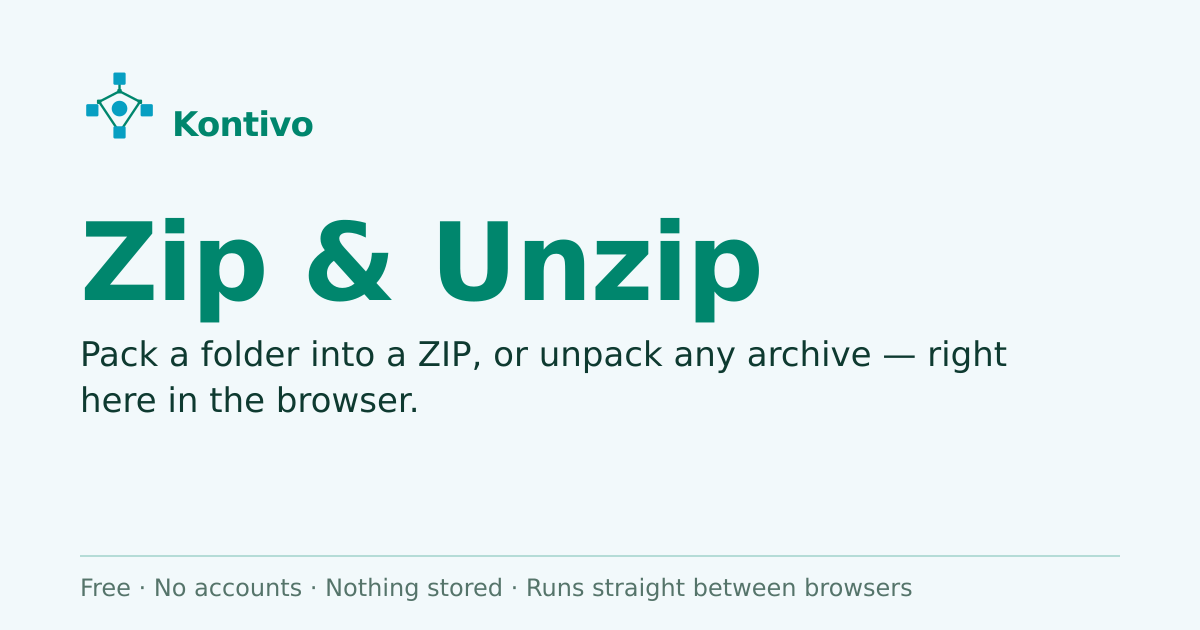 Kontivo
Zip & Unzip
Pack a folder into a ZIP, or unpack any archive — right
here in the browser.
Free · No accounts · Nothing stored · Runs straight between browsers